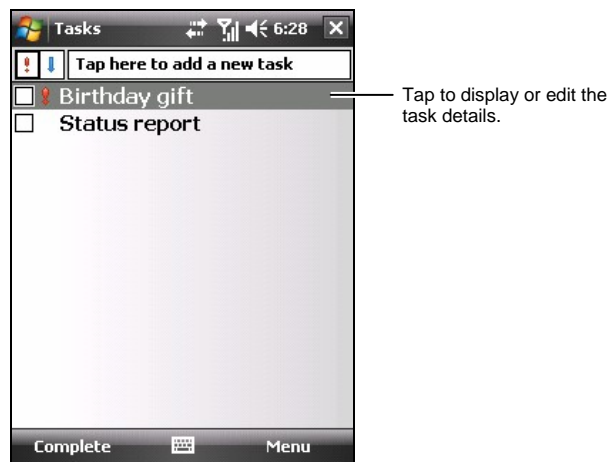 Tasks 6:28
Tap here to add a new task
Birthday gift
Status report
Tap to display or edit the
task details.
Complete Menu